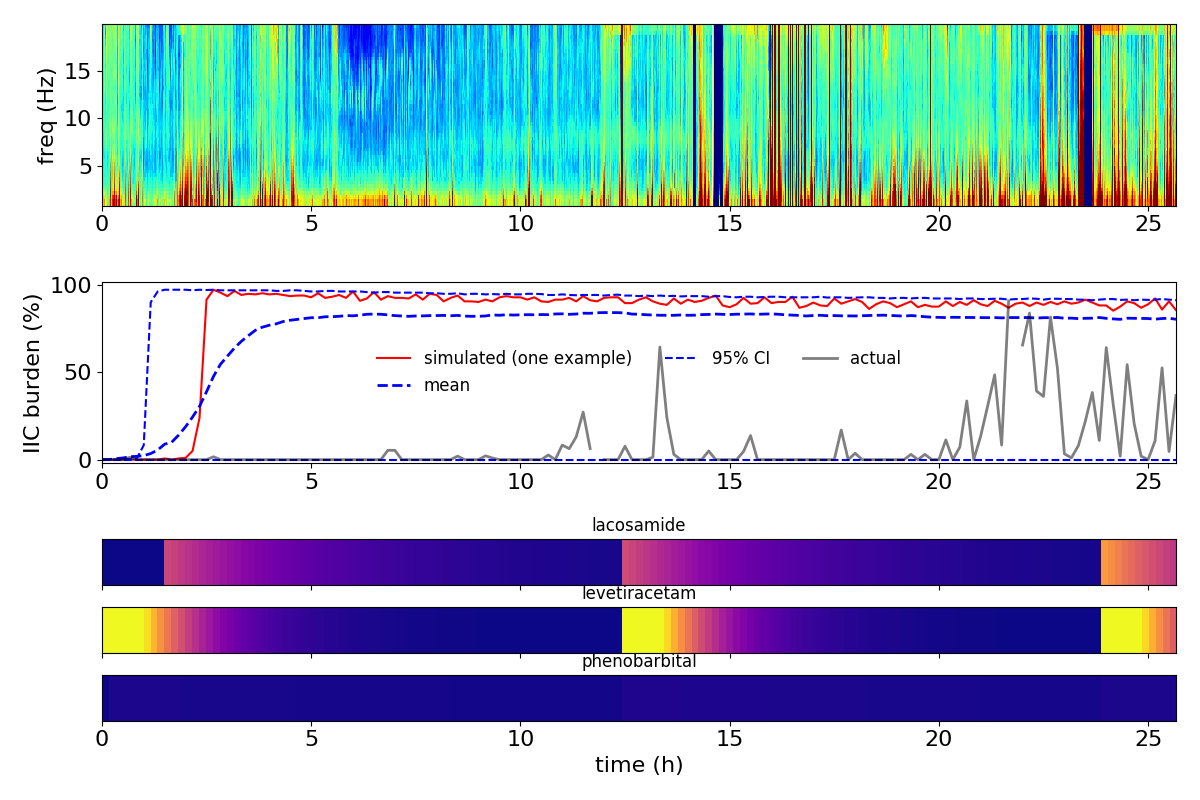 freq (Hz)
15
10
5
0 5 10 15 20 25
IIC burden (%)
100
50
0
simulated (one example)
mean
95% CI
actual
0 5 10 15 20 25
lacosamide
levetiracetam
phenobarbital
0 5 10 15 20 25
time (h)